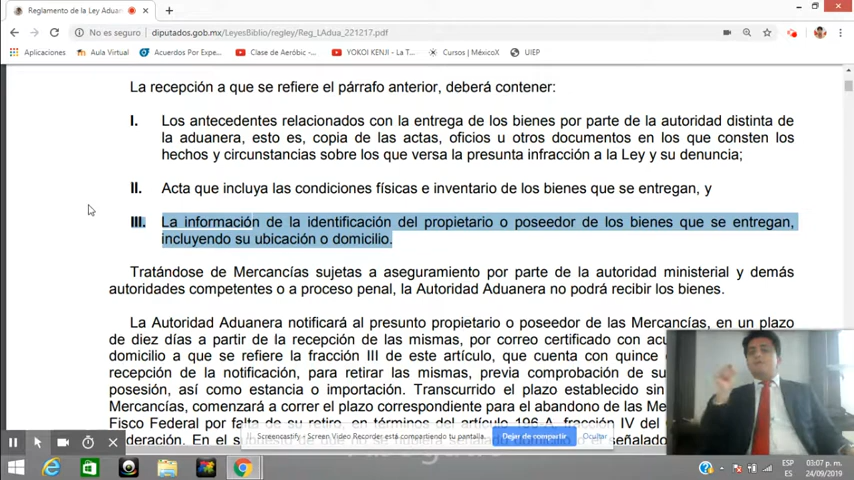 Reglamento de la Ley Aduan
No es seguro | diputados.gob.mx/LeyesBiblio/regley/Reg_LAdua_221217.pdf
Aplicaciones Aula Virtual Acuerdos Por Expe... Clase de Aeróbic -... YOKOI KENJI - La T... Cursos | MéxicoX UIEP
La recepción a que se refiere el párrafo anterior, deberá contener:
I. Los antecedentes relacionados con la entrega de los bienes por parte de la autoridad distinta de
la aduanera, esto es, copia de las actas, oficios u otros documentos en los que consten los
hechos y circunstancias sobre los que versa la presunta infracción a la Ley y su denuncia;
II. Acta que incluya las condiciones físicas e inventario de los bienes que se entregan, y
III. La información de la identificación del propietario o poseedor de los bienes que se entregan,
incluyendo su ubicación o domicilio.
Tratándose de Mercancías sujetas a aseguramiento por parte de la autoridad ministerial y demás
autoridades competentes o a proceso penal, la Autoridad Aduanera no podrá recibir los bienes.
La Autoridad Aduanera notificará al presunto propietario o poseedor de las Mercancías, en un plazo
de diez días a partir de la recepción de las mismas, por correo certificado con acu
domicilio a que se refiere la fracción III de este artículo, que cuenta con quince
recepción de la notificación, para retirar las mismas, previa comprobación de su
posesión, así como estancia o importación. Transcurrido el plazo establecido sin
Mercancías, comenzará a correr el plazo correspondiente para el abandono de las Me
Fisco Federal por falta de su retiro, en términos del artículo 196-A, fracción IV del
deración. En el
señalado
Screencastify - Screen Video Recorder está compartiendo tu pantalla. Dejar de compartir Ocultar
ESP 03:07 p. m.
ES 24/09/2019